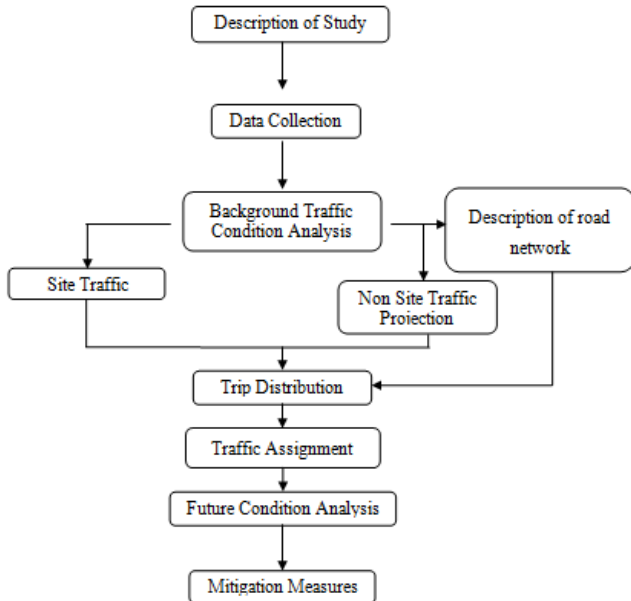 Description of Study
Data Collection
Background Traffic
Condition Analysis
Description of road
network
Site Traffic
Non Site Traffic
Projection
Trip Distribution
Traffic Assignment
Future Condition Analysis
Mitigation Measures